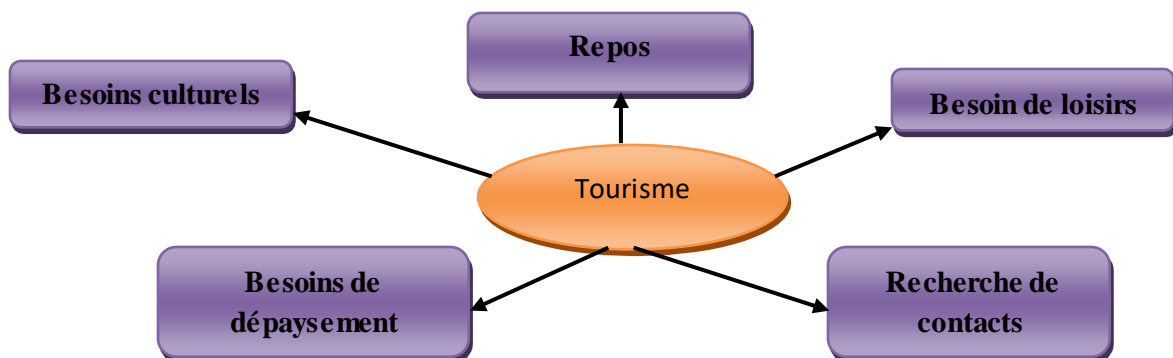 Repos
Besoins culturels
Besoin de loisirs
Tourisme
Besoins de
dépaysement
Recherche de
contacts